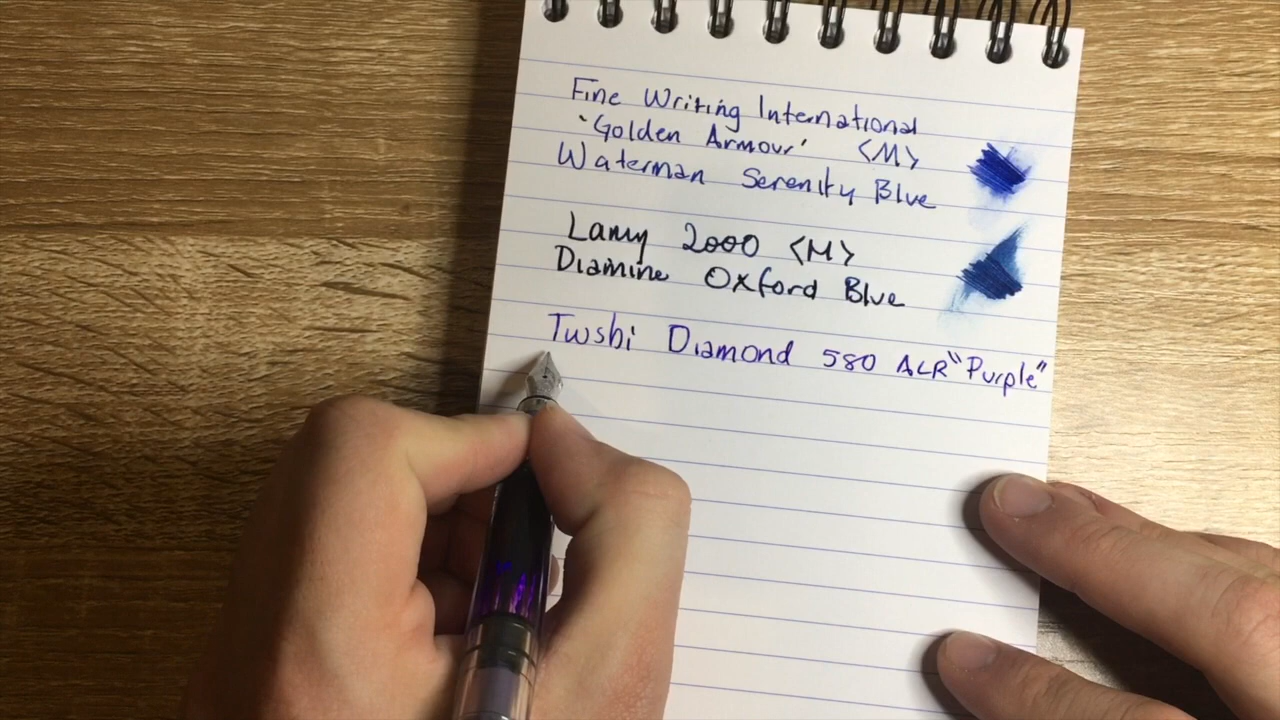 Fine Writing International
'Golden Armour' <M>
Waterman Serenity Blue
Lamy 2000 <M>
Diamine Oxford Blue
Twsbi Diamond 580 ALR "Purple"